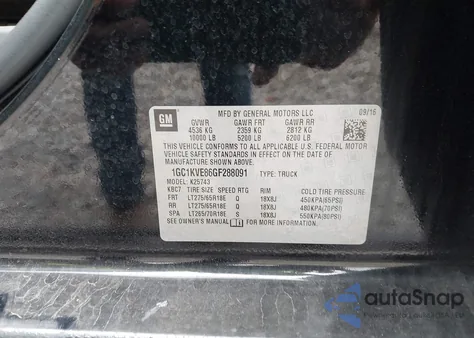 GM
MFD BY GENERAL MOTORS LLC 09/16
GVWR GAWR FRT GAWR RR
4536 KG 2359 KG 2812 KG
10000 LB 5200 LB 6200 LB
THIS VEHICLE CONFORMS TO ALL APPLICABLE U.S. FEDERAL MOTOR
VEHICLE SAFETY STANDARDS IN EFFECT ON THE DATE OF
MANUFACTURE SHOWN ABOVE.
1GC1KVE86GF288091 TYPE: TRUCK
MODEL: K25743
KBC7 TIRE SIZE SPEED RTG RIM COLD TIRE PRESSURE
FRT LT275/65R18E Q 18X8J 450KPA(65PSI)
RR LT275/65R18E Q 18X8J 480KPA(70PSI)
SPA LT265/70R18E S 18X8J 550KPA(80PSI)
SEE OWNER'S MANUAL FOR MORE INFORMATION.
autaSnap